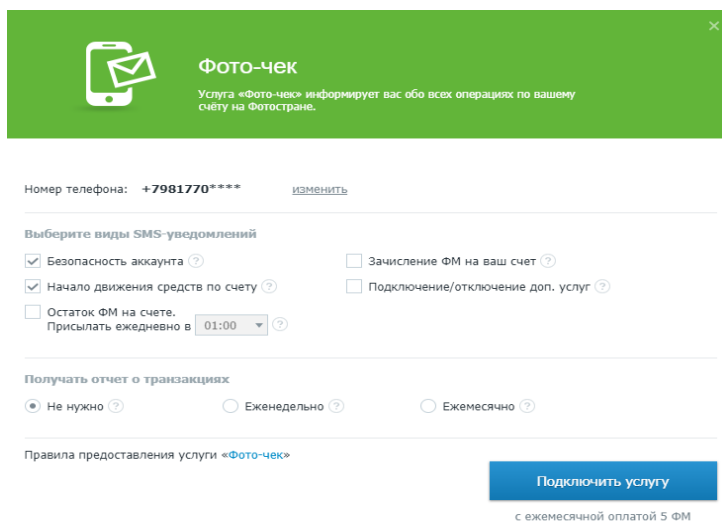 Фото-чек
Услуга «Фото-чек» информирует вас обо всех операциях по вашему
счёту на Фотостране.
Номер телефона: +7981770**** изменить
Выберите виды SMS-уведомлений
Безопасность аккаунта ?
Зачисление ФМ на ваш счет ?
Начало движения средств по счету ?
Подключение/отключение доп. услуг ?
Остаток ФМ на счете.
Присылать ежедневно в 01:00 ?
Получать отчет о транзакциях
Не нужно ? Еженедельно ? Ежемесячно ?
Правила предоставления услуги «Фото-чек»
Подключить услугу
с ежемесячной оплатой 5 ФМ